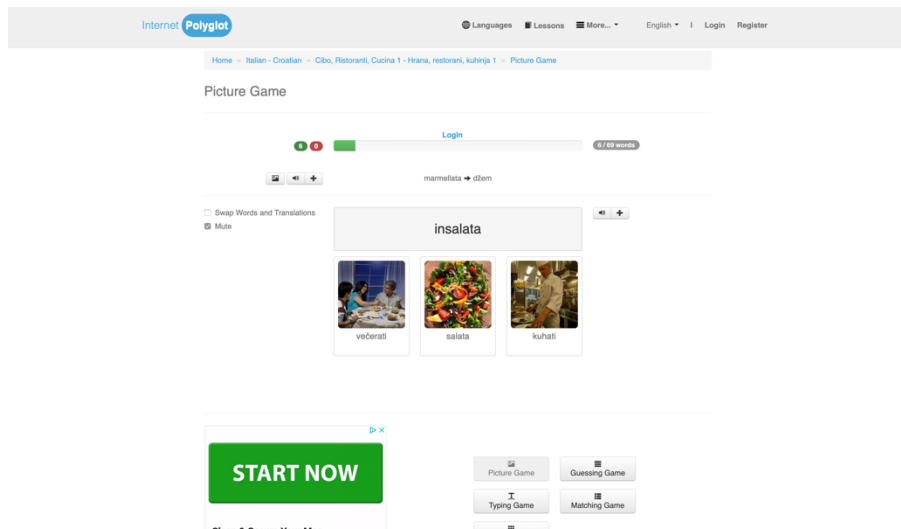 Internet Polyglot
Languages Lessons More... English | Login Register
Home » Italian - Croatian » Cibo, Ristoranti, Cucina 1 - Hrana, restorani, kuhinja 1 » Picture Game
Picture Game
Login
6 0 6 / 69 words
marmellata ➔ džem
Swap Words and Translations
Mute
insalata
večerati salata kuhati
START NOW
Picture Game Guessing Game
Typing Game Matching Game